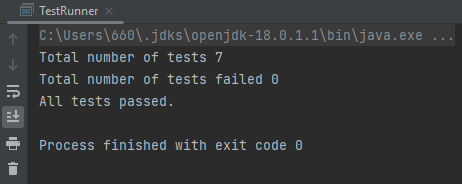 TestRunner
C:\Users\660\.jdks\openjdk-18.0.1.1\bin\java.exe ...
Total number of tests 7
Total number of tests failed 0
All tests passed.
Process finished with exit code 0